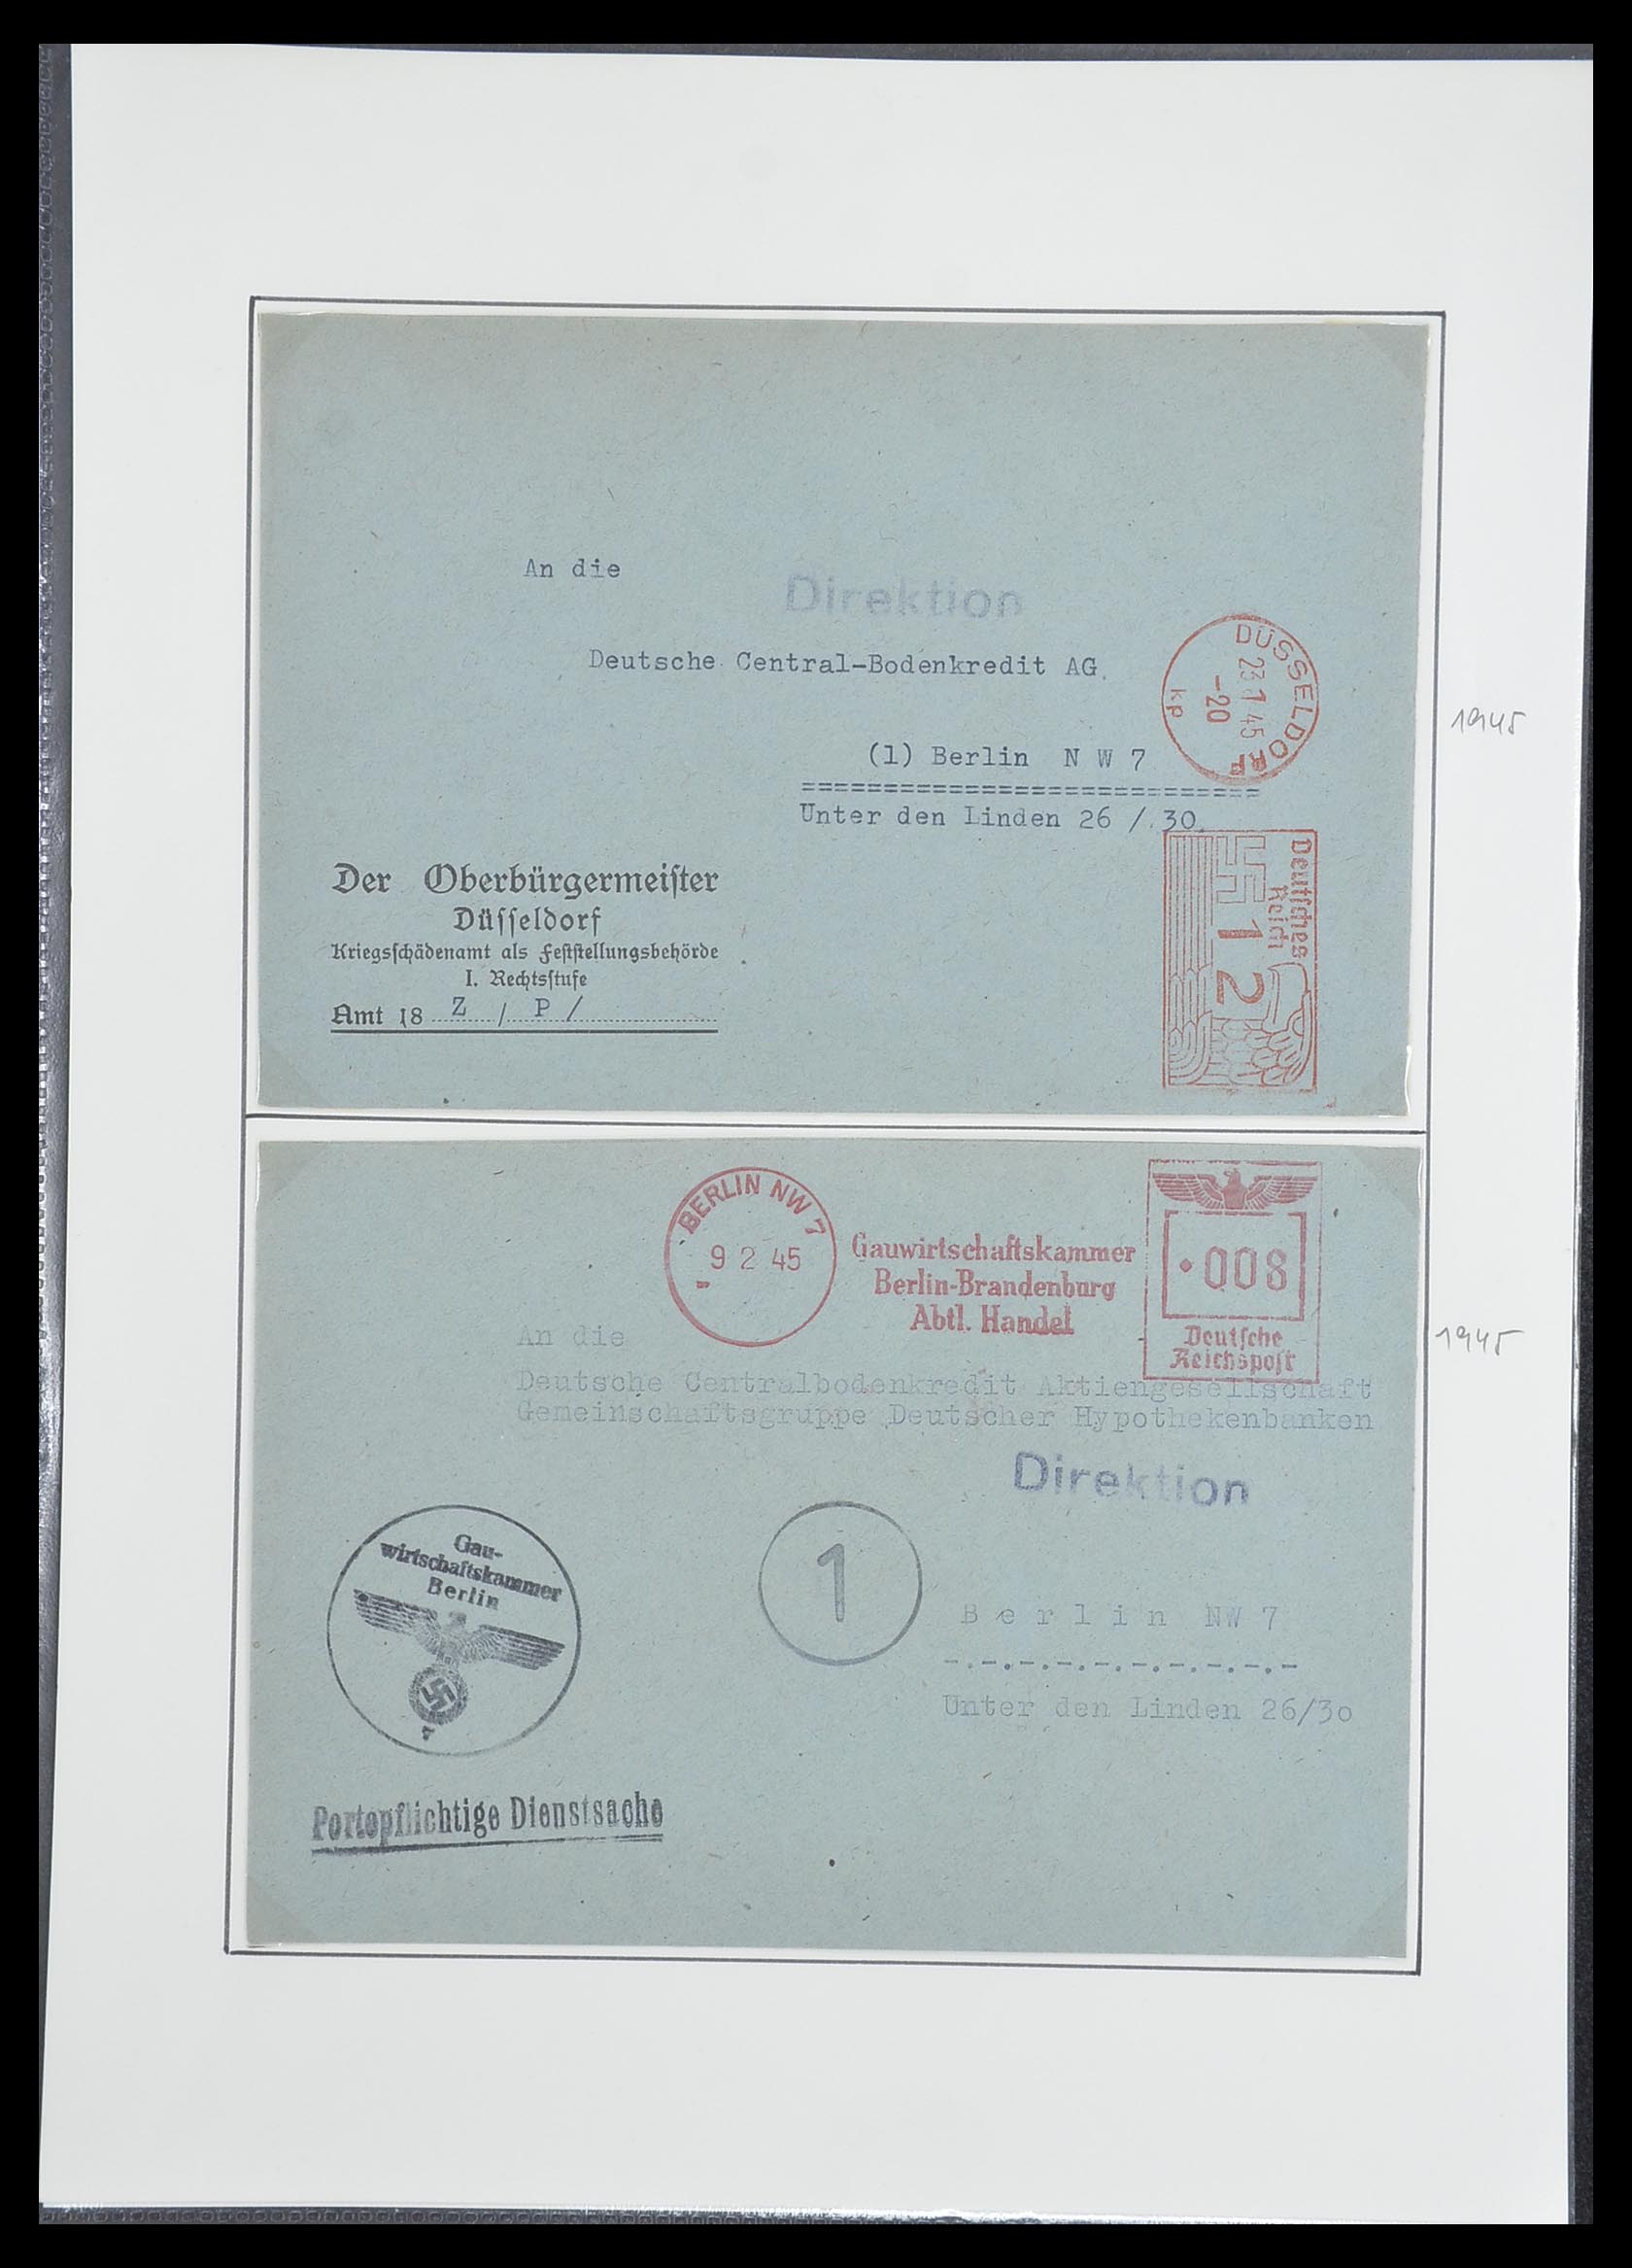 An die
Direktion
Deutsche Central-Bodenkredit AG.
(1) Berlin N W 7
============================
Unter den Linden 26 / 30.
DÜSSELDORF
23 1 45
-20
kp
Deutſches
Reich
12
Der Oberbürgermeiſter
Düſſeldorf
Kriegsſchädenamt als Feſtſtellungsbehörde
I. Rechtsſtufe
Amt 18 Z / P /
1945
BERLIN NW 7
9 2 45
Gauwirtschaftskammer
Berlin-Brandenburg
Abtl. Handel
008
Deutſche
Reichspoſt
An die
Deutsche Centralbodenkredit Aktiengesellschaft
Gemeinschaftsgruppe Deutscher Hypothekenbanken
Direktion
Gau-
wirtschaftskammer
Berlin
1
B e r l i n NW 7
-.-.-.-.-.-.-.-.-.-
Unter den Linden 26/3o
Portopflichtige Dienstsache
1945